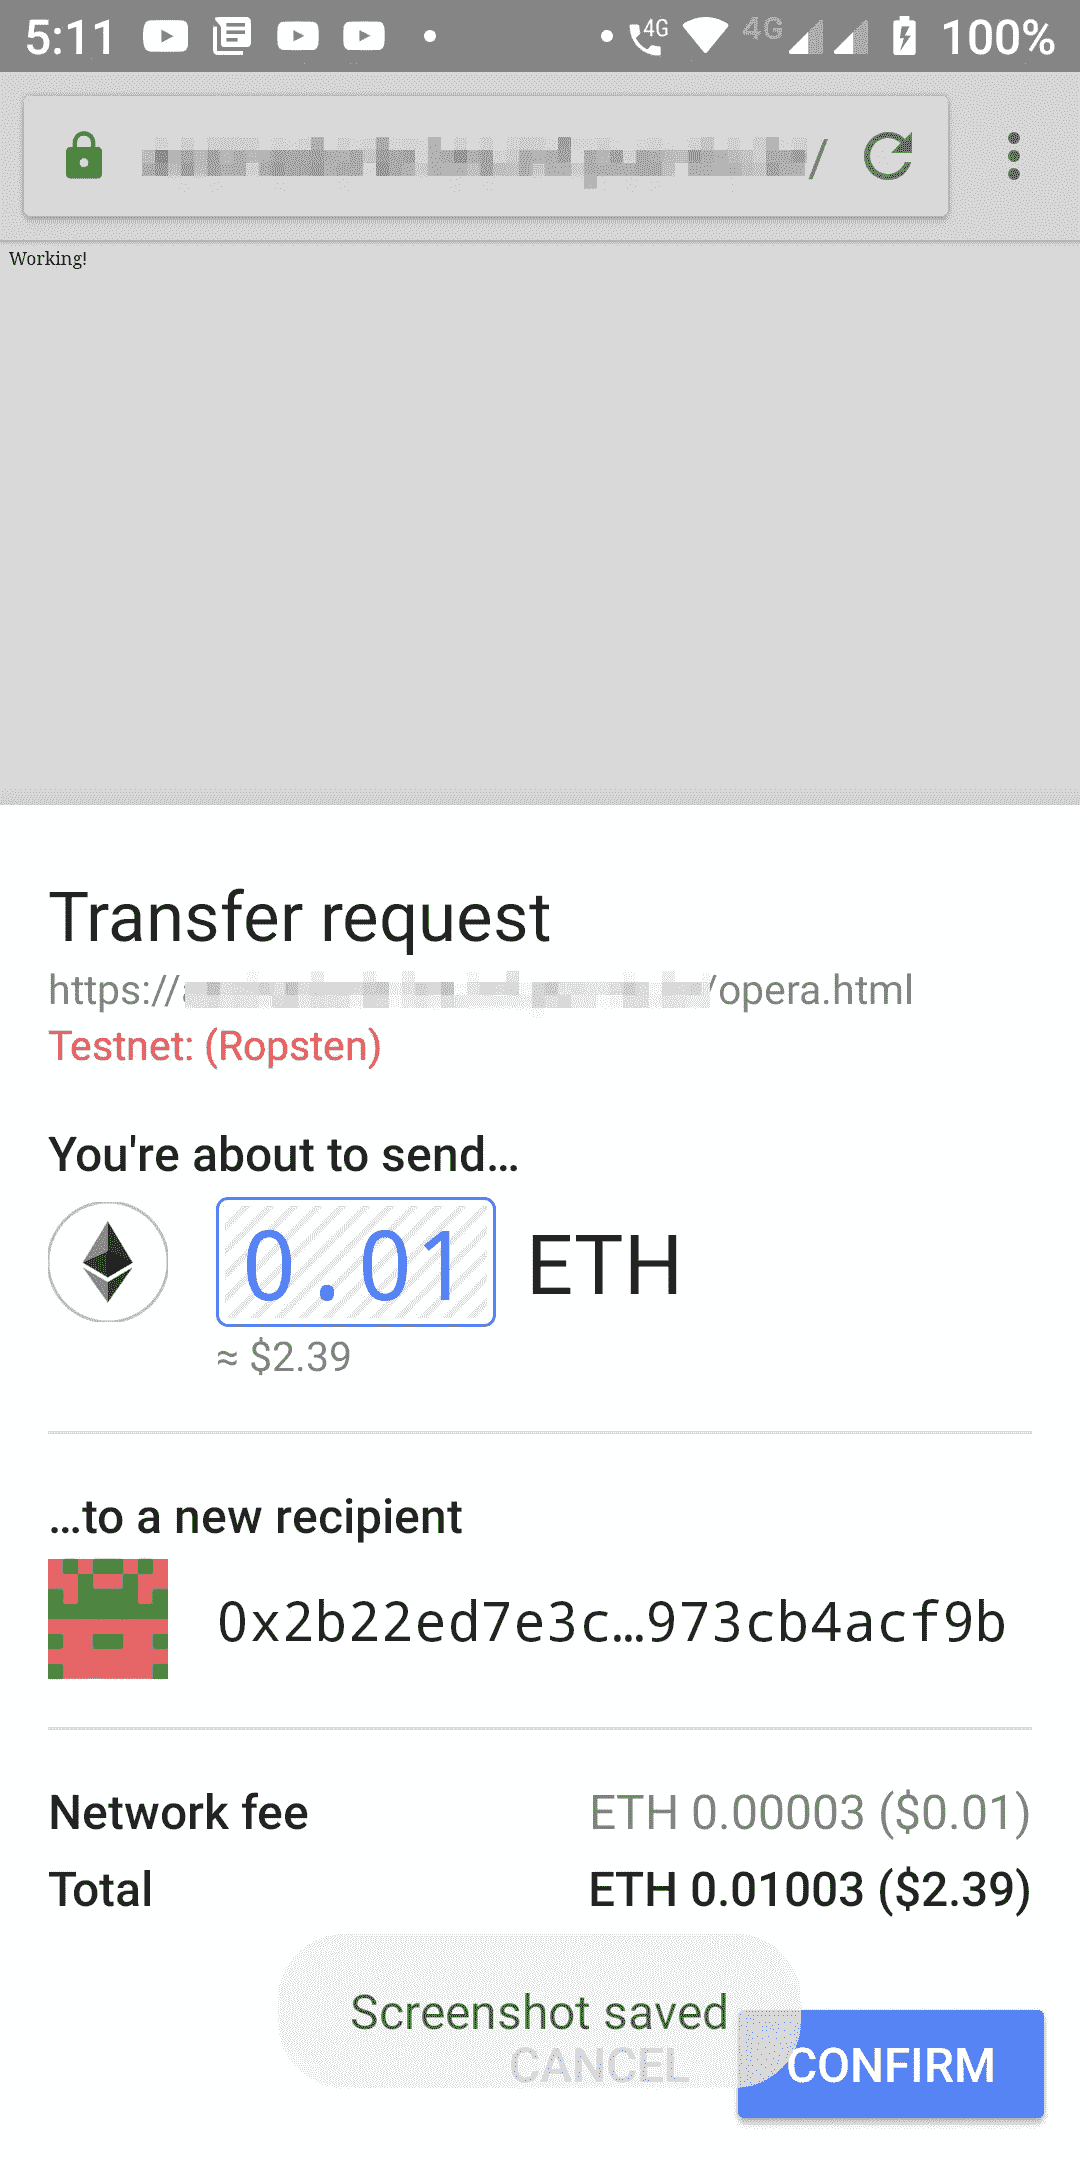 5:11 4G 4G 100%
/
Working!
Transfer request
https:// /opera.html
Testnet: (Ropsten)
You're about to send...
0.01 ETH
≈ $2.39
...to a new recipient
0x2b22ed7e3c...973cb4acf9b
Network fee ETH 0.00003 ($0.01)
Total ETH 0.01003 ($2.39)
Screenshot saved
CANCEL CONFIRM